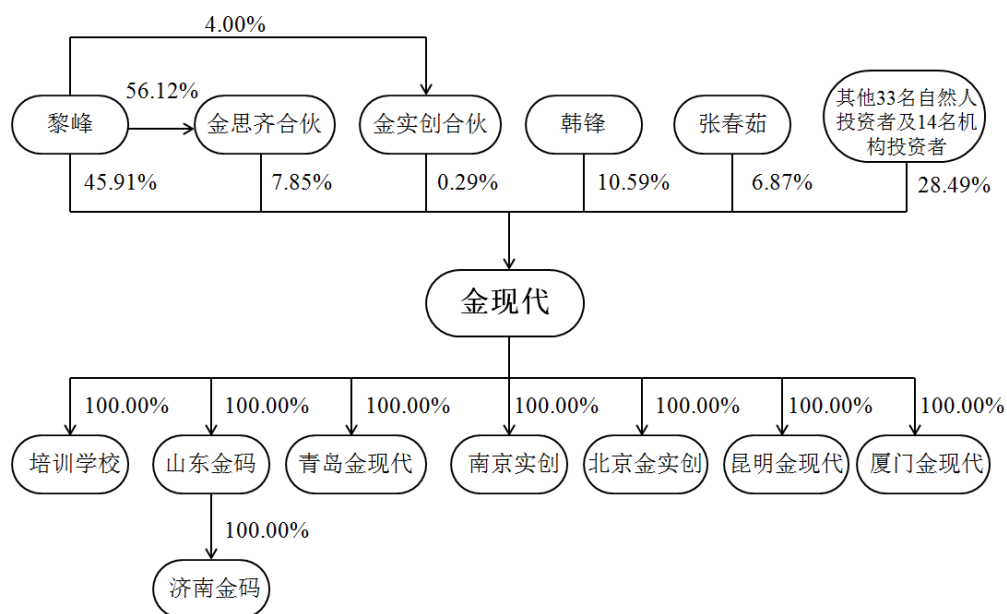 4.00%
56.12%
黎峰
金思齐合伙
金实创合伙
韩锋
张春茹
其他33名自然人
投资者及14名机
构投资者
45.91%
7.85%
0.29%
10.59%
6.87%
28.49%
金现代
100.00%
100.00%
100.00%
100.00%
100.00%
100.00%
100.00%
培训学校
山东金码
青岛金现代
南京实创
北京金实创
昆明金现代
厦门金现代
100.00%
济南金码